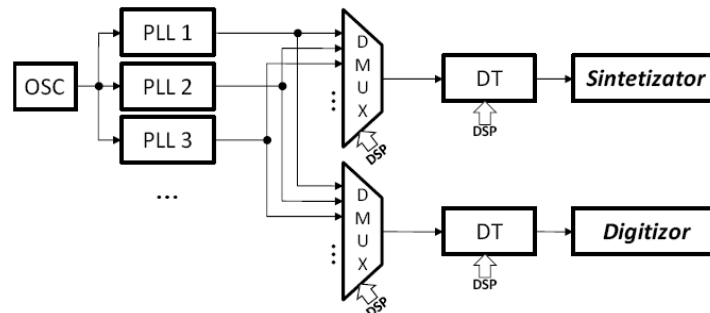 OSC
PLL 1
PLL 2
PLL 3
...
D
M
U
X
...
DSP
DT
DSP
Sintetizator
D
M
U
X
...
DSP
DT
DSP
Digitizor